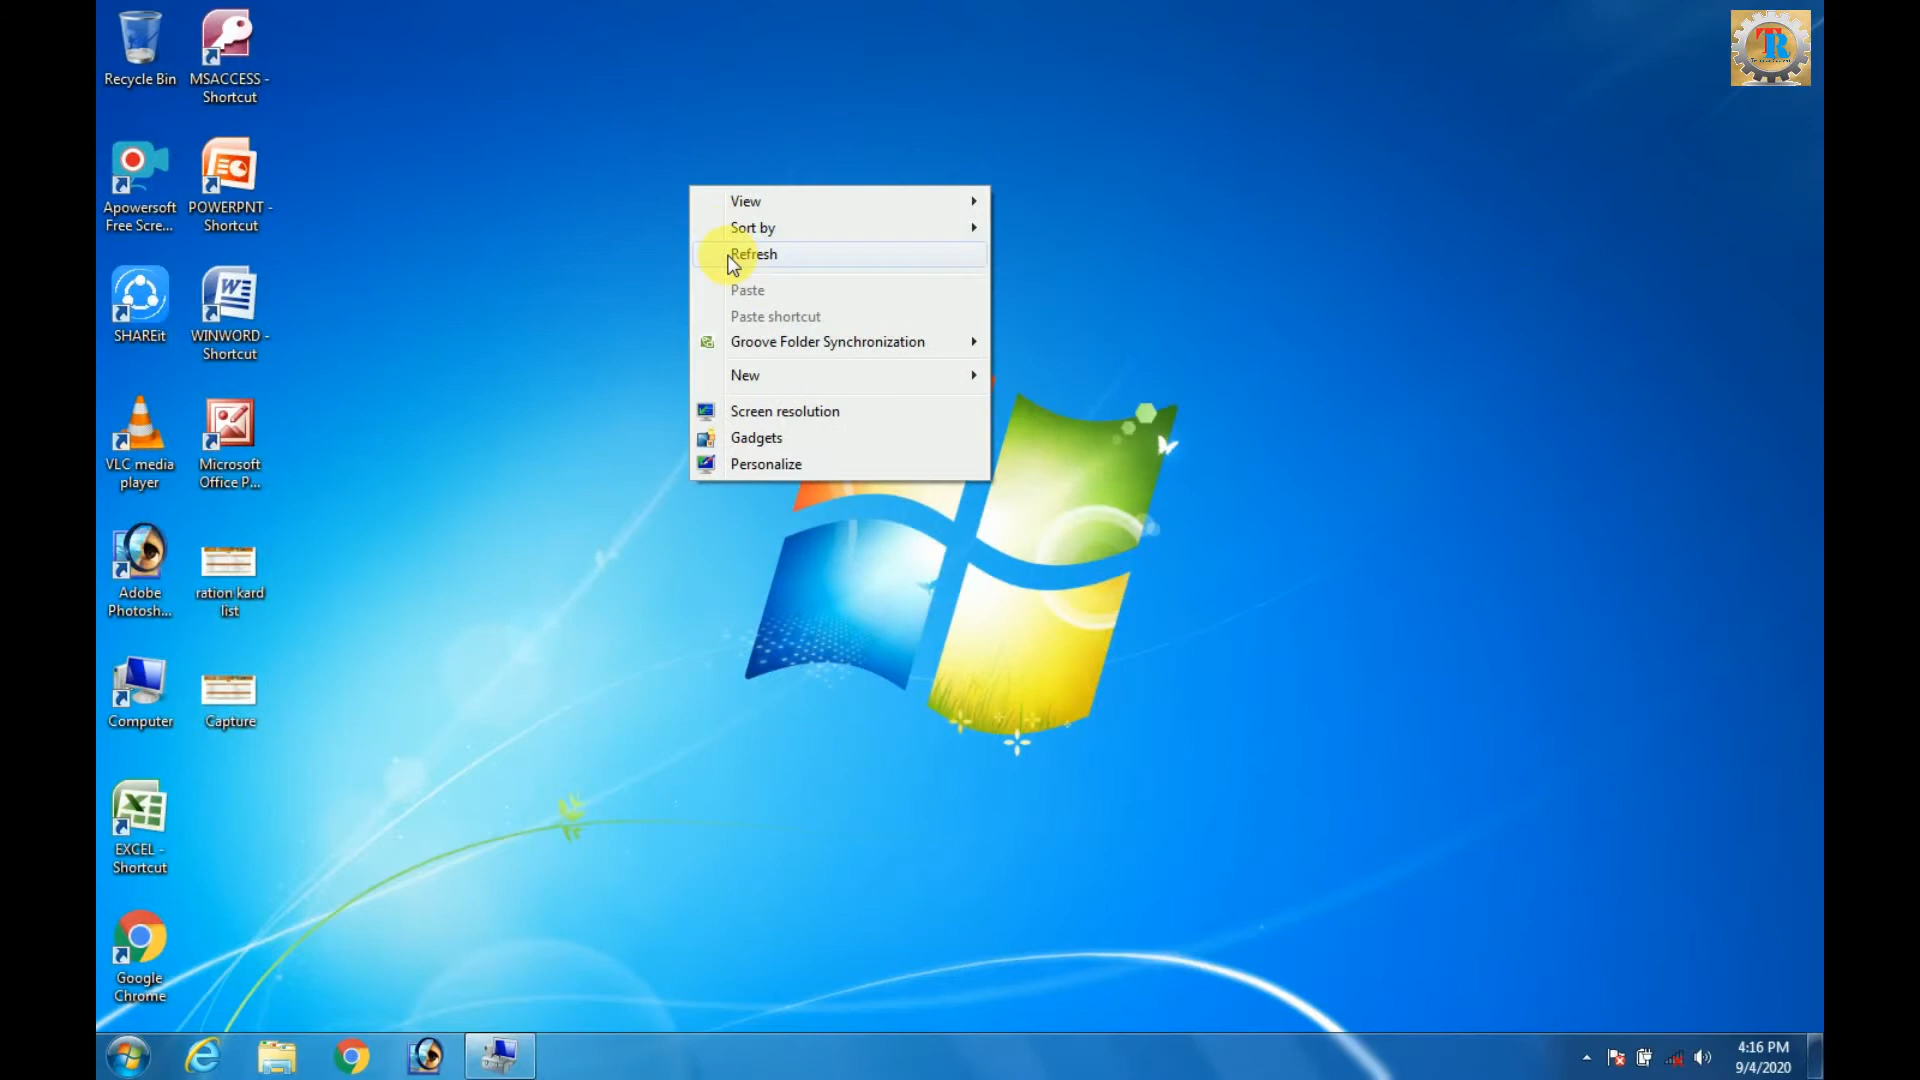 Recycle Bin
MSACCESS -
Shortcut
Apowersoft
Free Scre...
POWERPNT -
Shortcut
SHAREit
WINWORD -
Shortcut
VLC media
player
Microsoft
Office P...
Adobe
Photosh...
ration kard
list
Computer
Capture
EXCEL -
Shortcut
Google
Chrome
View
Sort by
Refresh
Paste
Paste shortcut
Groove Folder Synchronization
New
Screen resolution
Gadgets
Personalize
TR
4:16 PM
9/4/2020